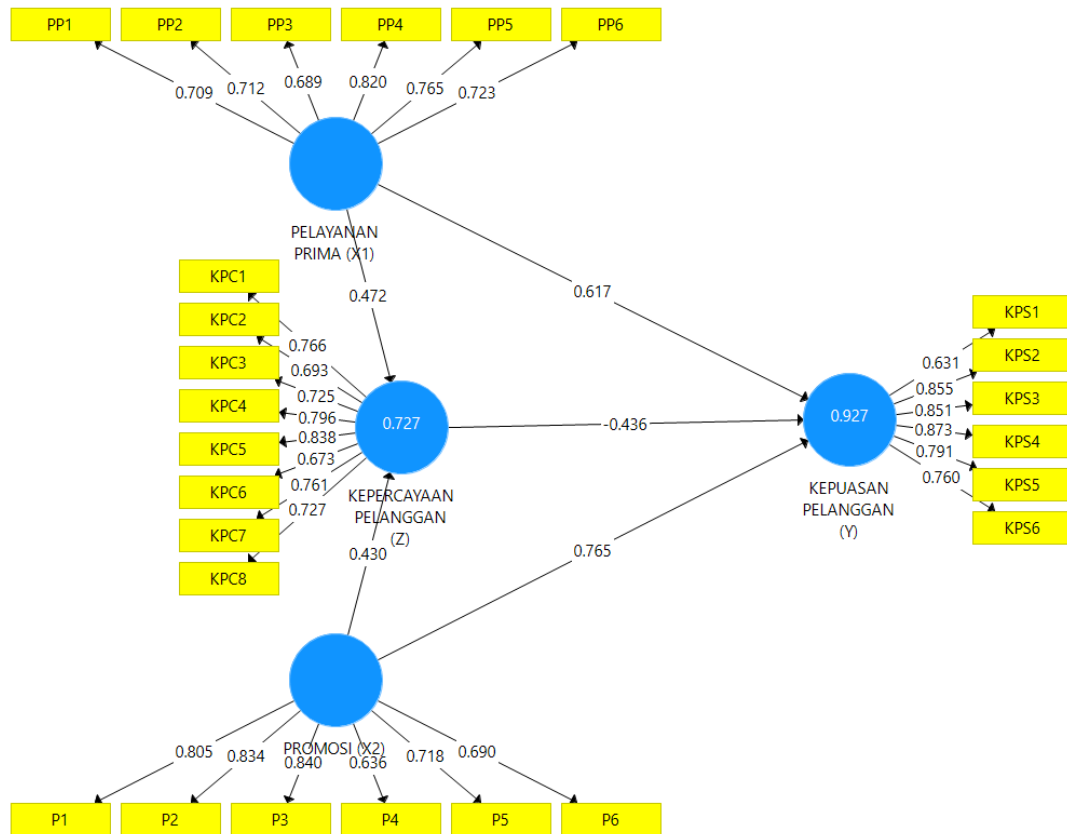 PP1 PP2 PP3 PP4 PP5 PP6
0.709 0.712 0.689 0.820 0.765 0.723
PELAYANAN
PRIMA (X1)
0.472
0.617
KPC1
KPC2
KPC3
KPC4
KPC5
KPC6
KPC7
KPC8
0.766
0.693
0.725
0.796
0.838
0.673
0.761
0.727
0.727
KEPERCAYAAN
PELANGGAN
(Z)
-0.436
0.927
KEPUASAN
PELANGGAN
(Y)
0.631
0.855
0.851
0.873
0.791
0.760
KPS1
KPS2
KPS3
KPS4
KPS5
KPS6
0.430
0.765
PROMOSI (X2)
0.805 0.834 0.840 0.636 0.718 0.690
P1 P2 P3 P4 P5 P6